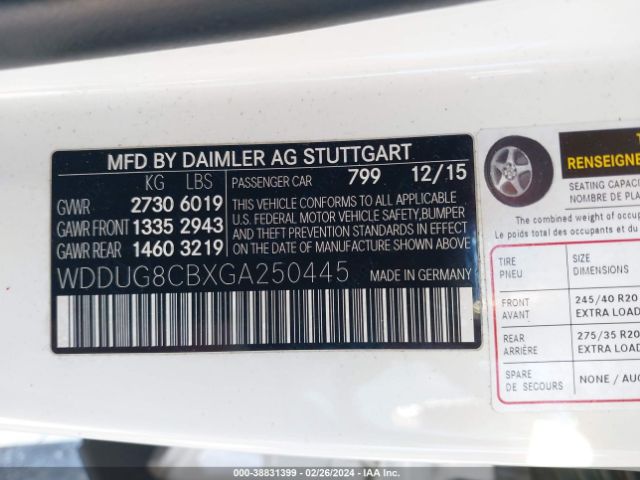 MFD BY DAIMLER AG STUTTGART
KG LBS
PASSENGER CAR 799 12/15
GVWR 2730 6019
GAWR FRONT 1335 2943
GAWR REAR 1460 3219
THIS VEHICLE CONFORMS TO ALL APPLICABLE
U.S. FEDERAL MOTOR VEHICLE SAFETY,BUMPER
AND THEFT PREVENTION STANDARDS IN EFFECT
ON THE DATE OF MANUFACTURE SHOWN ABOVE.
WDDUG8CBXGA250445
MADE IN GERMANY
RENSEIGNE
SEATING CAPACI
NOMBRE DE PLA
The combined weight of occup
Le poids total des occupants
TIRE
PNEU
SIZE
DIMENSIONS
FRONT
AVANT
245/40 R20
EXTRA LOAD
REAR
ARRIÈRE
275/35 R20
EXTRA LOAD
SPARE
DE SECOURS
NONE / AUC
000-38831399 - 02/26/2024 - IAA Inc.